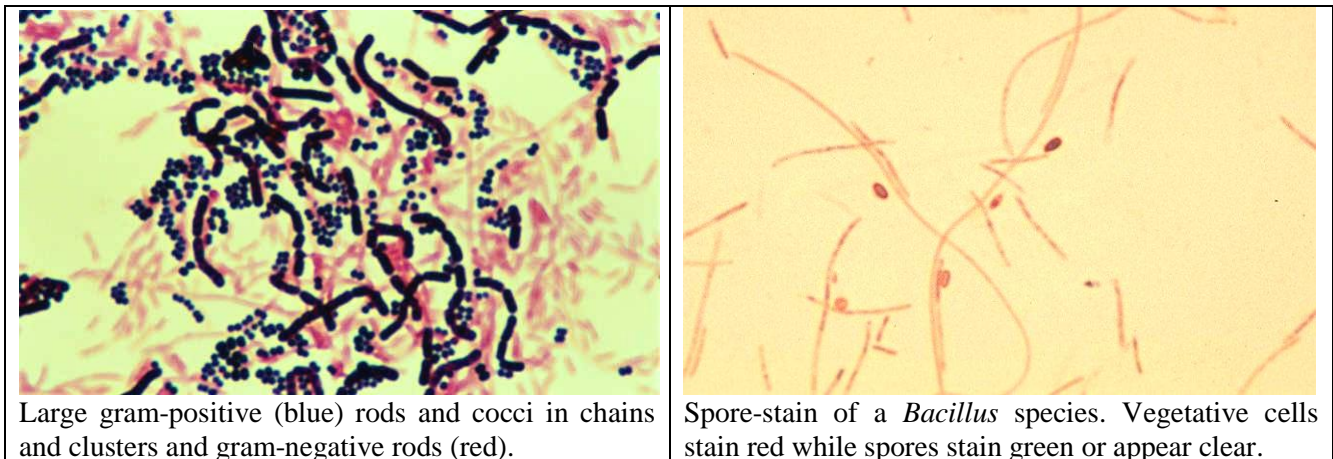 Large gram-positive (blue) rods and cocci in chains
and clusters and gram-negative rods (red).
Spore-stain of a Bacillus species. Vegetative cells
stain red while spores stain green or appear clear.